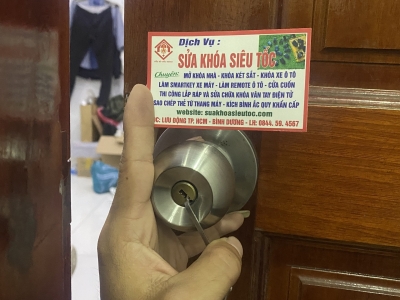 Dịch Vụ :
SỬA KHÓA SIÊU TỐC
Chuyên: MỞ KHÓA NHÀ - KHÓA KÉT SẮT - KHÓA XE Ô TÔ
LÀM SMARTKEY XE MÁY - LÀM REMOTE Ô TÔ - CỬA CUỐN
THI CÔNG LẮP RÁP VÀ SỬA CHỮA KHÓA VÂN TAY ĐIỆN TỬ
SAO CHÉP THẺ TỪ THANG MÁY - KÍCH BÌNH ẮC QUY KHẨN CẤP
website: suakhoasieutoc.com
ĐC: LƯU ĐỘNG TP. HCM - BÌNH DƯƠNG - LH: 0844. 59. 4567